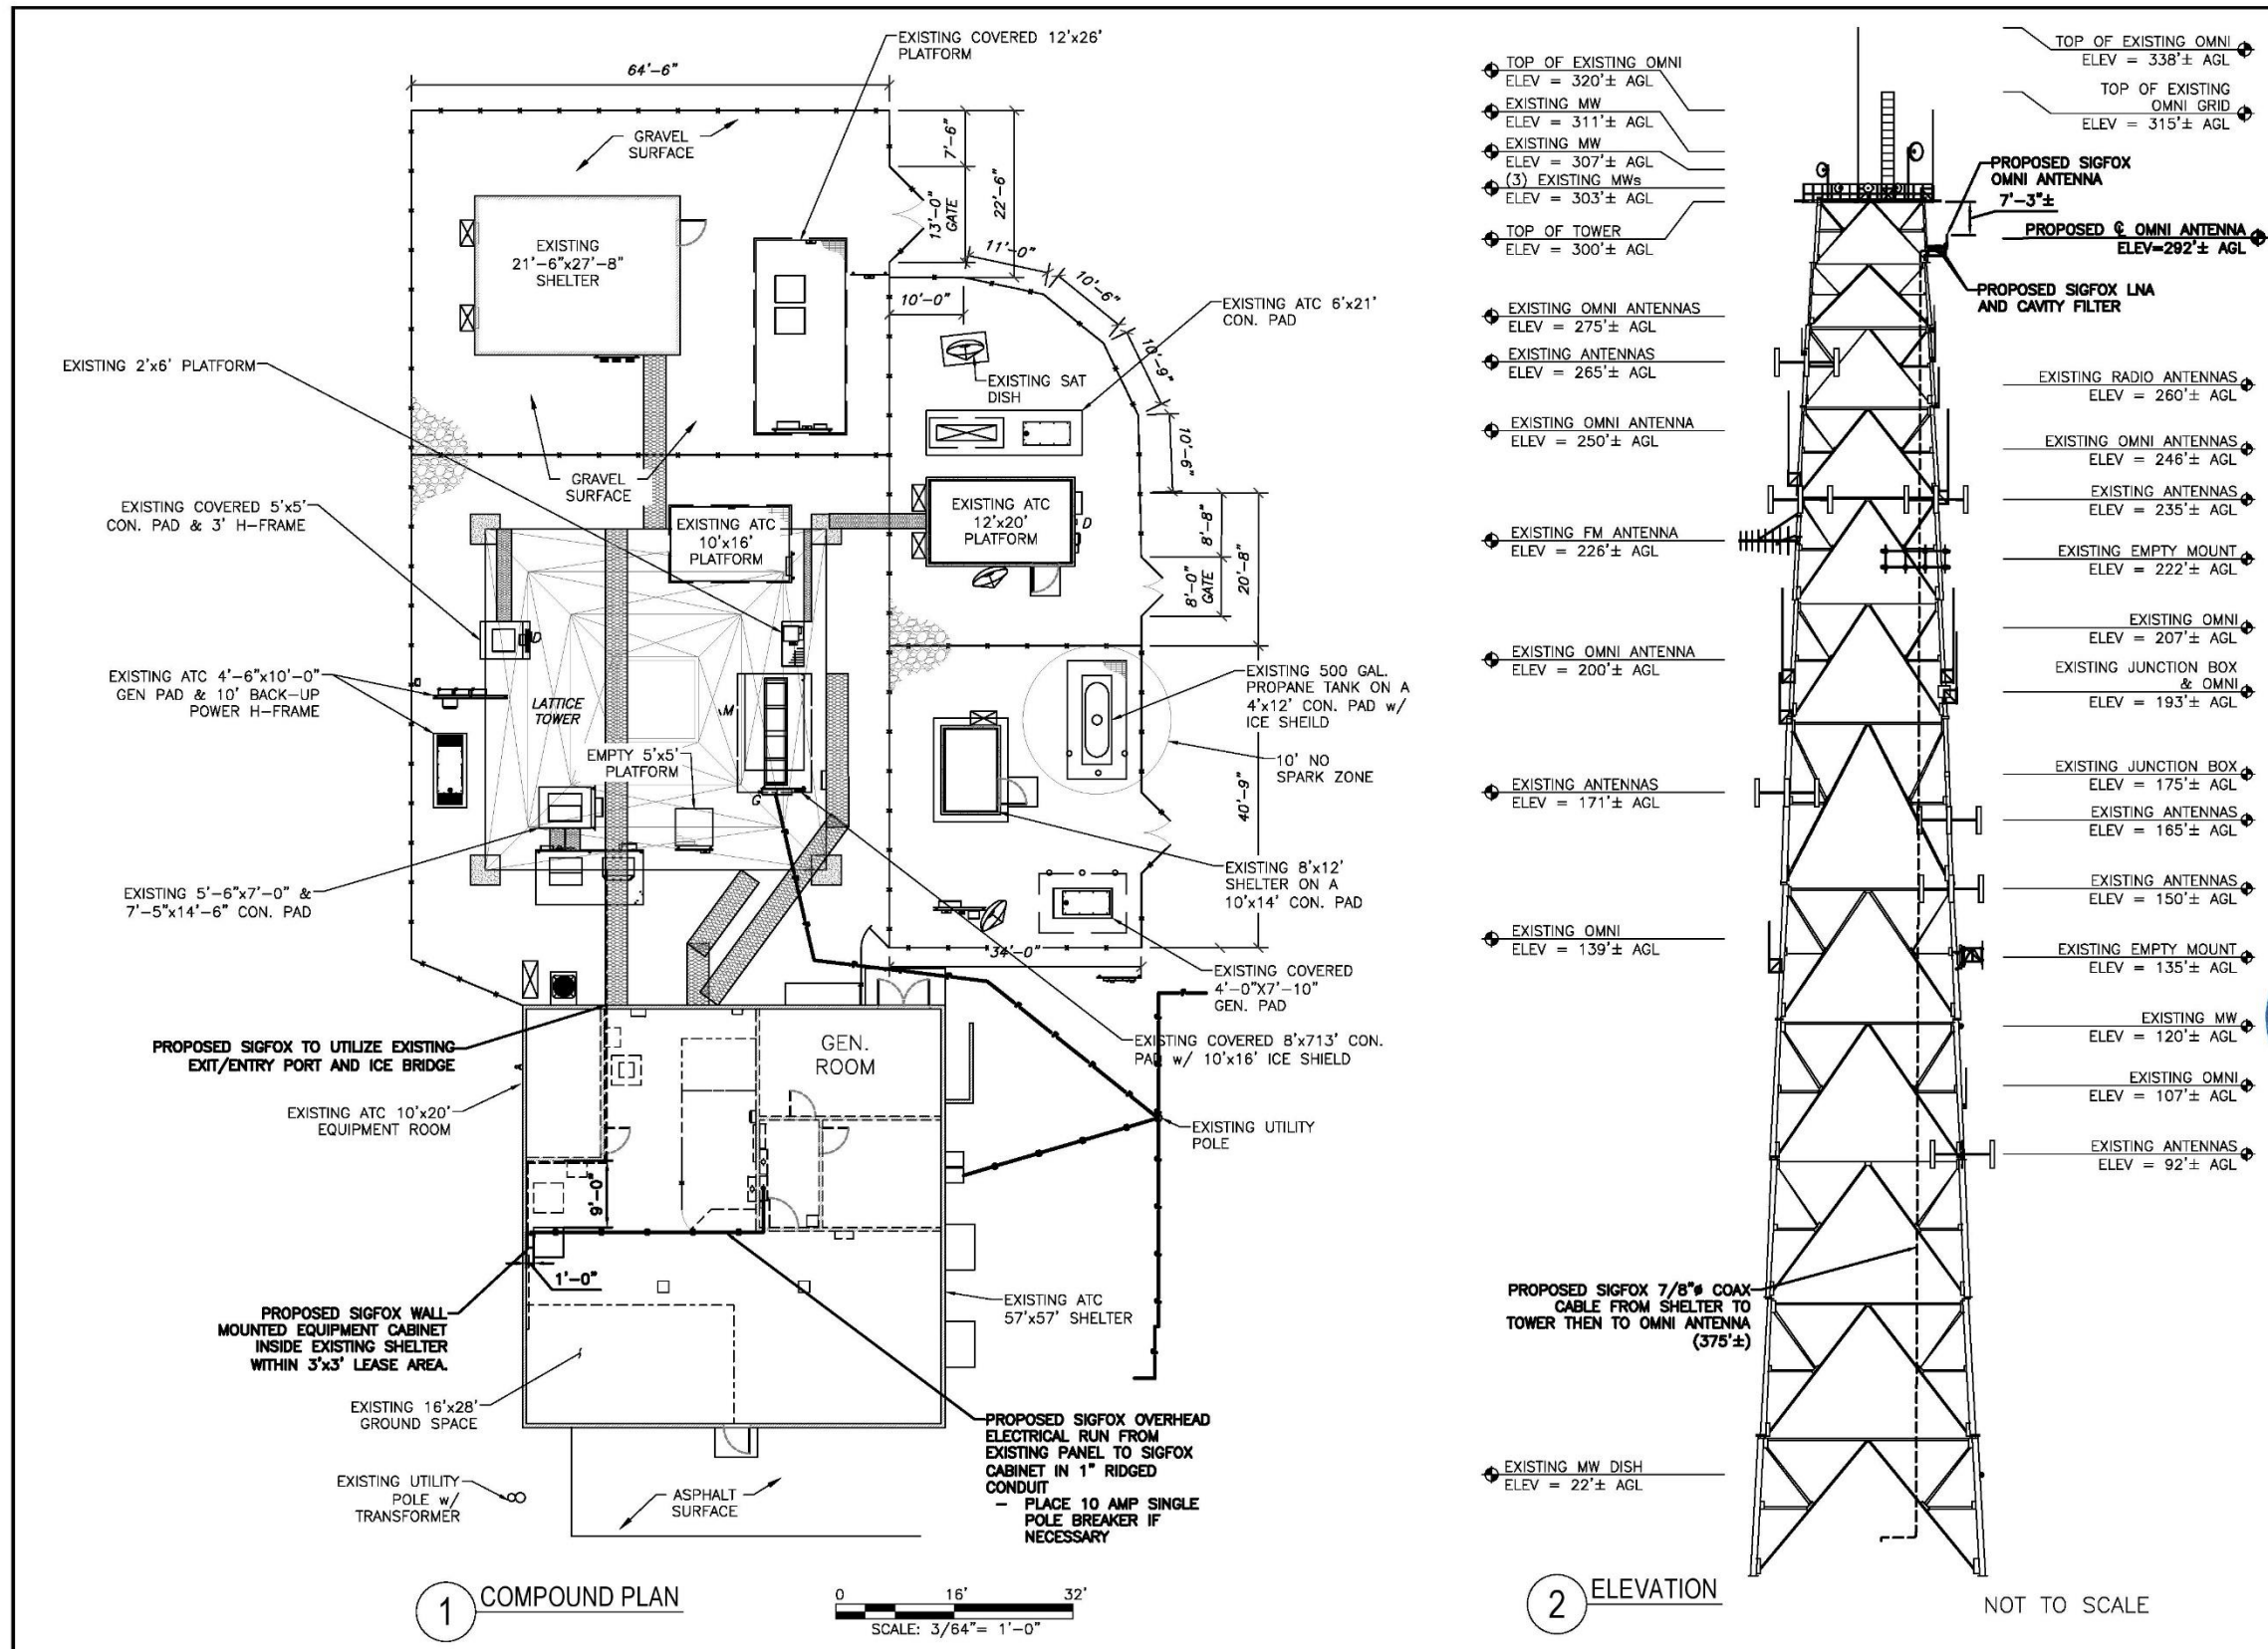 64'-6"
EXISTING COVERED 12'x26'
PLATFORM
GRAVEL
SURFACE
7'-6"
22'-6"
13'-0"
GATE
EXISTING
21'-6"x27'-8"
SHELTER
11'-0"
10'-6"
10'-0"
10'-9"
10'-6"
EXISTING ATC 6'x21'
CON. PAD
EXISTING SAT
DISH
EXISTING 2'x6' PLATFORM
GRAVEL
SURFACE
EXISTING COVERED 5'x5'
CON. PAD & 3' H-FRAME
EXISTING ATC
10'x16'
PLATFORM
EXISTING ATC
12'x20'
PLATFORM
D
8'-8"
20'-8"
8'-0"
GATE
D
EXISTING ATC 4'-6"x10'-0"
GEN PAD & 10' BACK-UP
POWER H-FRAME
LATTICE
TOWER
M
EXISTING 500 GAL.
PROPANE TANK ON A
4'x12' CON. PAD w/
ICE SHEILD
EMPTY 5'x5'
PLATFORM
G
10' NO
SPARK ZONE
40'-9"
EXISTING 5'-6"x7'-0" &
7'-5"x14'-6" CON. PAD
EXISTING 8'x12'
SHELTER ON A
10'x14' CON. PAD
34'-0"
EXISTING COVERED
4'-0"X7'-10"
GEN. PAD
PROPOSED SIGFOX TO UTILIZE EXISTING
EXIT/ENTRY PORT AND ICE BRIDGE
GEN.
ROOM
EXISTING COVERED 8'x713' CON.
PAD w/ 10'x16' ICE SHIELD
EXISTING ATC 10'x20'
EQUIPMENT ROOM
EXISTING UTILITY
POLE
9'-0"
1'-0"
PROPOSED SIGFOX WALL
MOUNTED EQUIPMENT CABINET
INSIDE EXISTING SHELTER
WITHIN 3'x3' LEASE AREA.
EXISTING ATC
57'x57' SHELTER
EXISTING 16'x28'
GROUND SPACE
PROPOSED SIGFOX OVERHEAD
ELECTRICAL RUN FROM
EXISTING PANEL TO SIGFOX
CABINET IN 1" RIDGED
CONDUIT
- PLACE 10 AMP SINGLE
POLE BREAKER IF
NECESSARY
EXISTING UTILITY
POLE w/
TRANSFORMER
ASPHALT
SURFACE
1 COMPOUND PLAN
0 16' 32'
SCALE: 3/64"= 1'-0"
TOP OF EXISTING OMNI
ELEV = 320'± AGL
EXISTING MW
ELEV = 311'± AGL
EXISTING MW
ELEV = 307'± AGL
(3) EXISTING MWs
ELEV = 303'± AGL
TOP OF TOWER
ELEV = 300'± AGL
EXISTING OMNI ANTENNAS
ELEV = 275'± AGL
EXISTING ANTENNAS
ELEV = 265'± AGL
EXISTING OMNI ANTENNA
ELEV = 250'± AGL
EXISTING FM ANTENNA
ELEV = 226'± AGL
EXISTING OMNI ANTENNA
ELEV = 200'± AGL
EXISTING ANTENNAS
ELEV = 171'± AGL
EXISTING OMNI
ELEV = 139'± AGL
PROPOSED SIGFOX 7/8"ø COAX
CABLE FROM SHELTER TO
TOWER THEN TO OMNI ANTENNA
(375'±)
EXISTING MW DISH
ELEV = 22'± AGL
TOP OF EXISTING OMNI
ELEV = 338'± AGL
TOP OF EXISTING
OMNI GRID
ELEV = 315'± AGL
PROPOSED SIGFOX
OMNI ANTENNA
7'-3"±
PROPOSED ℄ OMNI ANTENNA
ELEV=292'± AGL
PROPOSED SIGFOX LNA
AND CAVITY FILTER
EXISTING RADIO ANTENNAS
ELEV = 260'± AGL
EXISTING OMNI ANTENNAS
ELEV = 246'± AGL
EXISTING ANTENNAS
ELEV = 235'± AGL
EXISTING EMPTY MOUNT
ELEV = 222'± AGL
EXISTING OMNI
ELEV = 207'± AGL
EXISTING JUNCTION BOX
& OMNI
ELEV = 193'± AGL
EXISTING JUNCTION BOX
ELEV = 175'± AGL
EXISTING ANTENNAS
ELEV = 165'± AGL
EXISTING ANTENNAS
ELEV = 150'± AGL
EXISTING EMPTY MOUNT
ELEV = 135'± AGL
EXISTING MW
ELEV = 120'± AGL
EXISTING OMNI
ELEV = 107'± AGL
EXISTING ANTENNAS
ELEV = 92'± AGL
2 ELEVATION
NOT TO SCALE